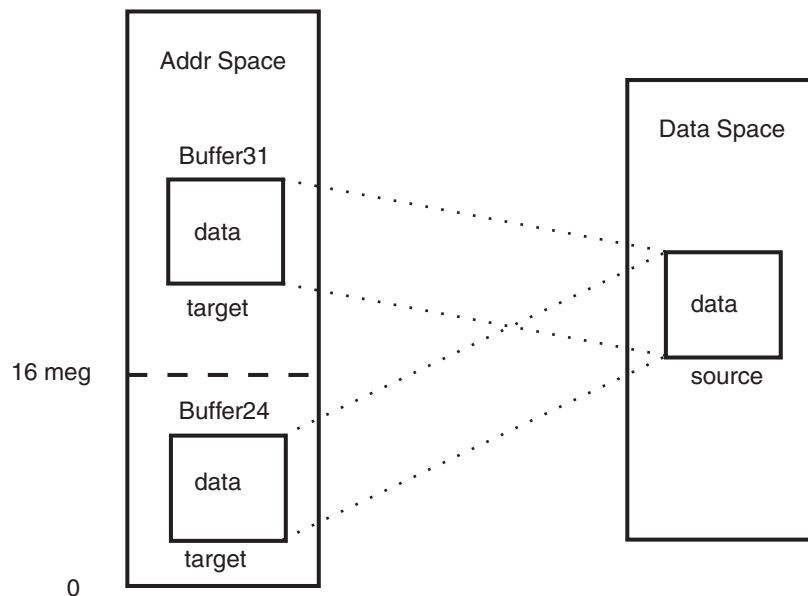 Addr Space
Buffer31
data
target
16 meg
Buffer24
data
target
0
Data Space
data
source